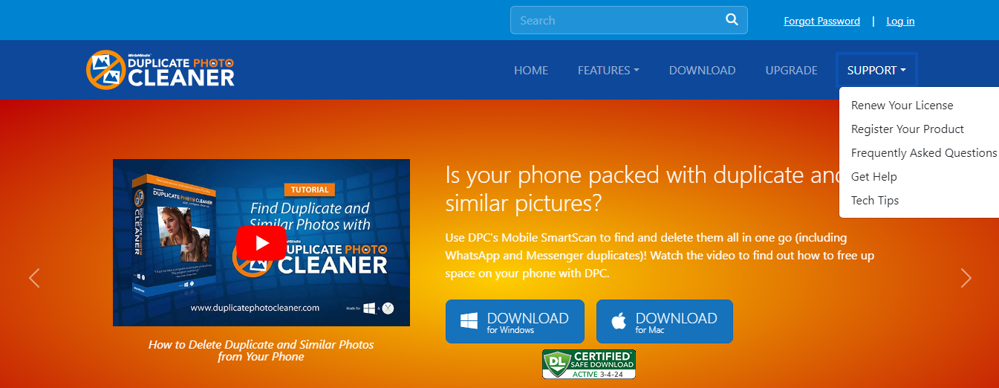 Search
Forgot Password | Log in
WebMinds
DUPLICATE PHOTO
CLEANER
HOME
FEATURES
DOWNLOAD
UPGRADE
SUPPORT
Renew Your License
Register Your Product
Frequently Asked Questions
Get Help
Tech Tips
DUPLICATE PHOTO
CLEANER
DUPLICATE PHOTO
CLEANER
TUTORIAL
Find Duplicate and
Similar Photos with
DUPLICATE PHOTO
CLEANER
www.duplicatephotocleaner.com
Made for
&
How to Delete Duplicate and Similar Photos
from Your Phone
Is your phone packed with duplicate and
similar pictures?
Use DPC's Mobile SmartScan to find and delete them all in one go (including
WhatsApp and Messenger duplicates)! Watch the video to find out how to free up
space on your phone with DPC.
DOWNLOAD
for Windows
DOWNLOAD
for Mac
DL
CERTIFIED
SAFE DOWNLOAD
ACTIVE 3-4-24